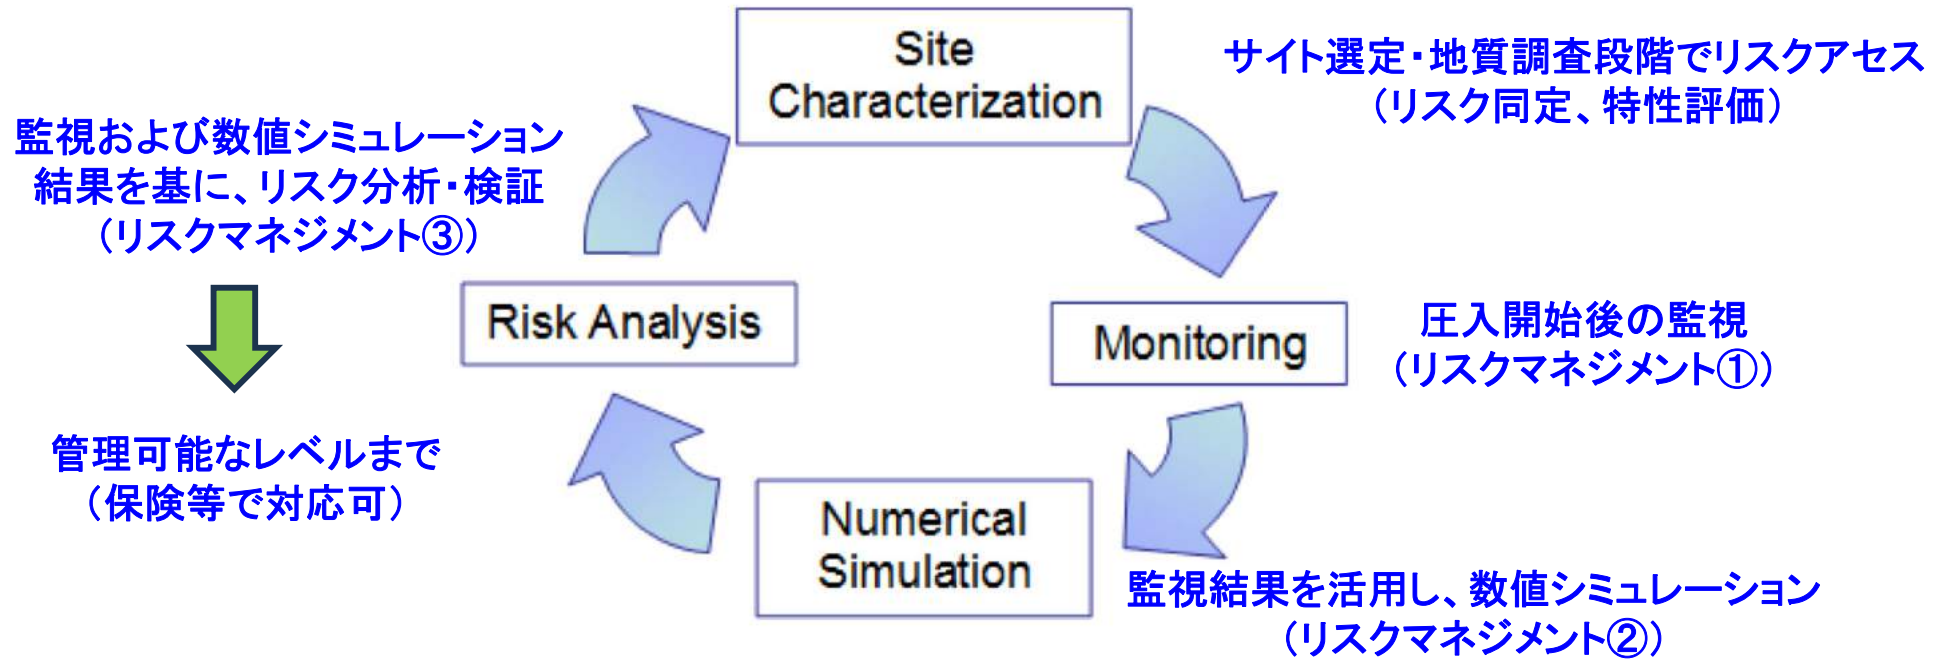 Site
Characterization
サイト選定・地質調査段階でリスクアセス
（リスク同定、特性評価）
監視および数値シミュレーション
結果を基に、リスク分析・検証
（リスクマネジメント③）
Risk Analysis
Monitoring
圧入開始後の監視
（リスクマネジメント①）
管理可能なレベルまで
（保険等で対応可）
Numerical
Simulation
監視結果を活用し、数値シミュレーション
（リスクマネジメント②）